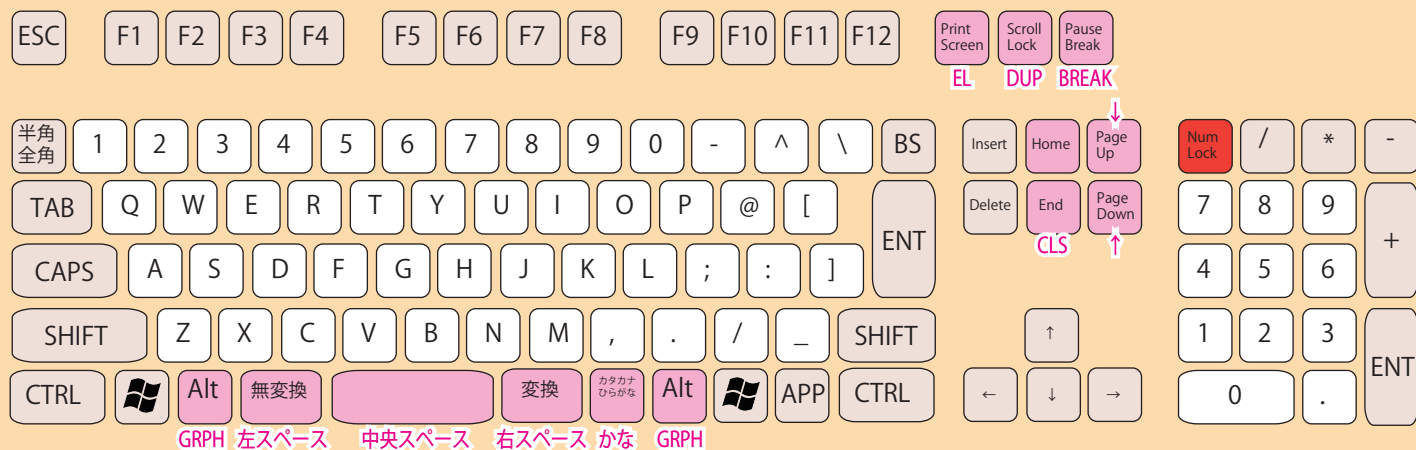 ESC F1 F2 F3 F4 F5 F6 F7 F8 F9 F10 F11 F12 Print Screen Scroll Lock Pause Break
EL DUP BREAK
↓
半角 全角 1 2 3 4 5 6 7 8 9 0 - ^ \ BS Insert Home Page Up Num Lock / * -
TAB Q W E R T Y U I O P @ [ ENT Delete End Page Down 7 8 9 +
CLS ↑
CAPS A S D F G H J K L ; : ] 4 5 6
SHIFT Z X C V B N M , . / _ SHIFT ↑ 1 2 3 ENT
CTRL Alt 無変換 変換 カタカナ ひらがな Alt APP CTRL ← ↓ → 0 .
GRPH 左スペース 中央スペース 右スペース かな GRPH